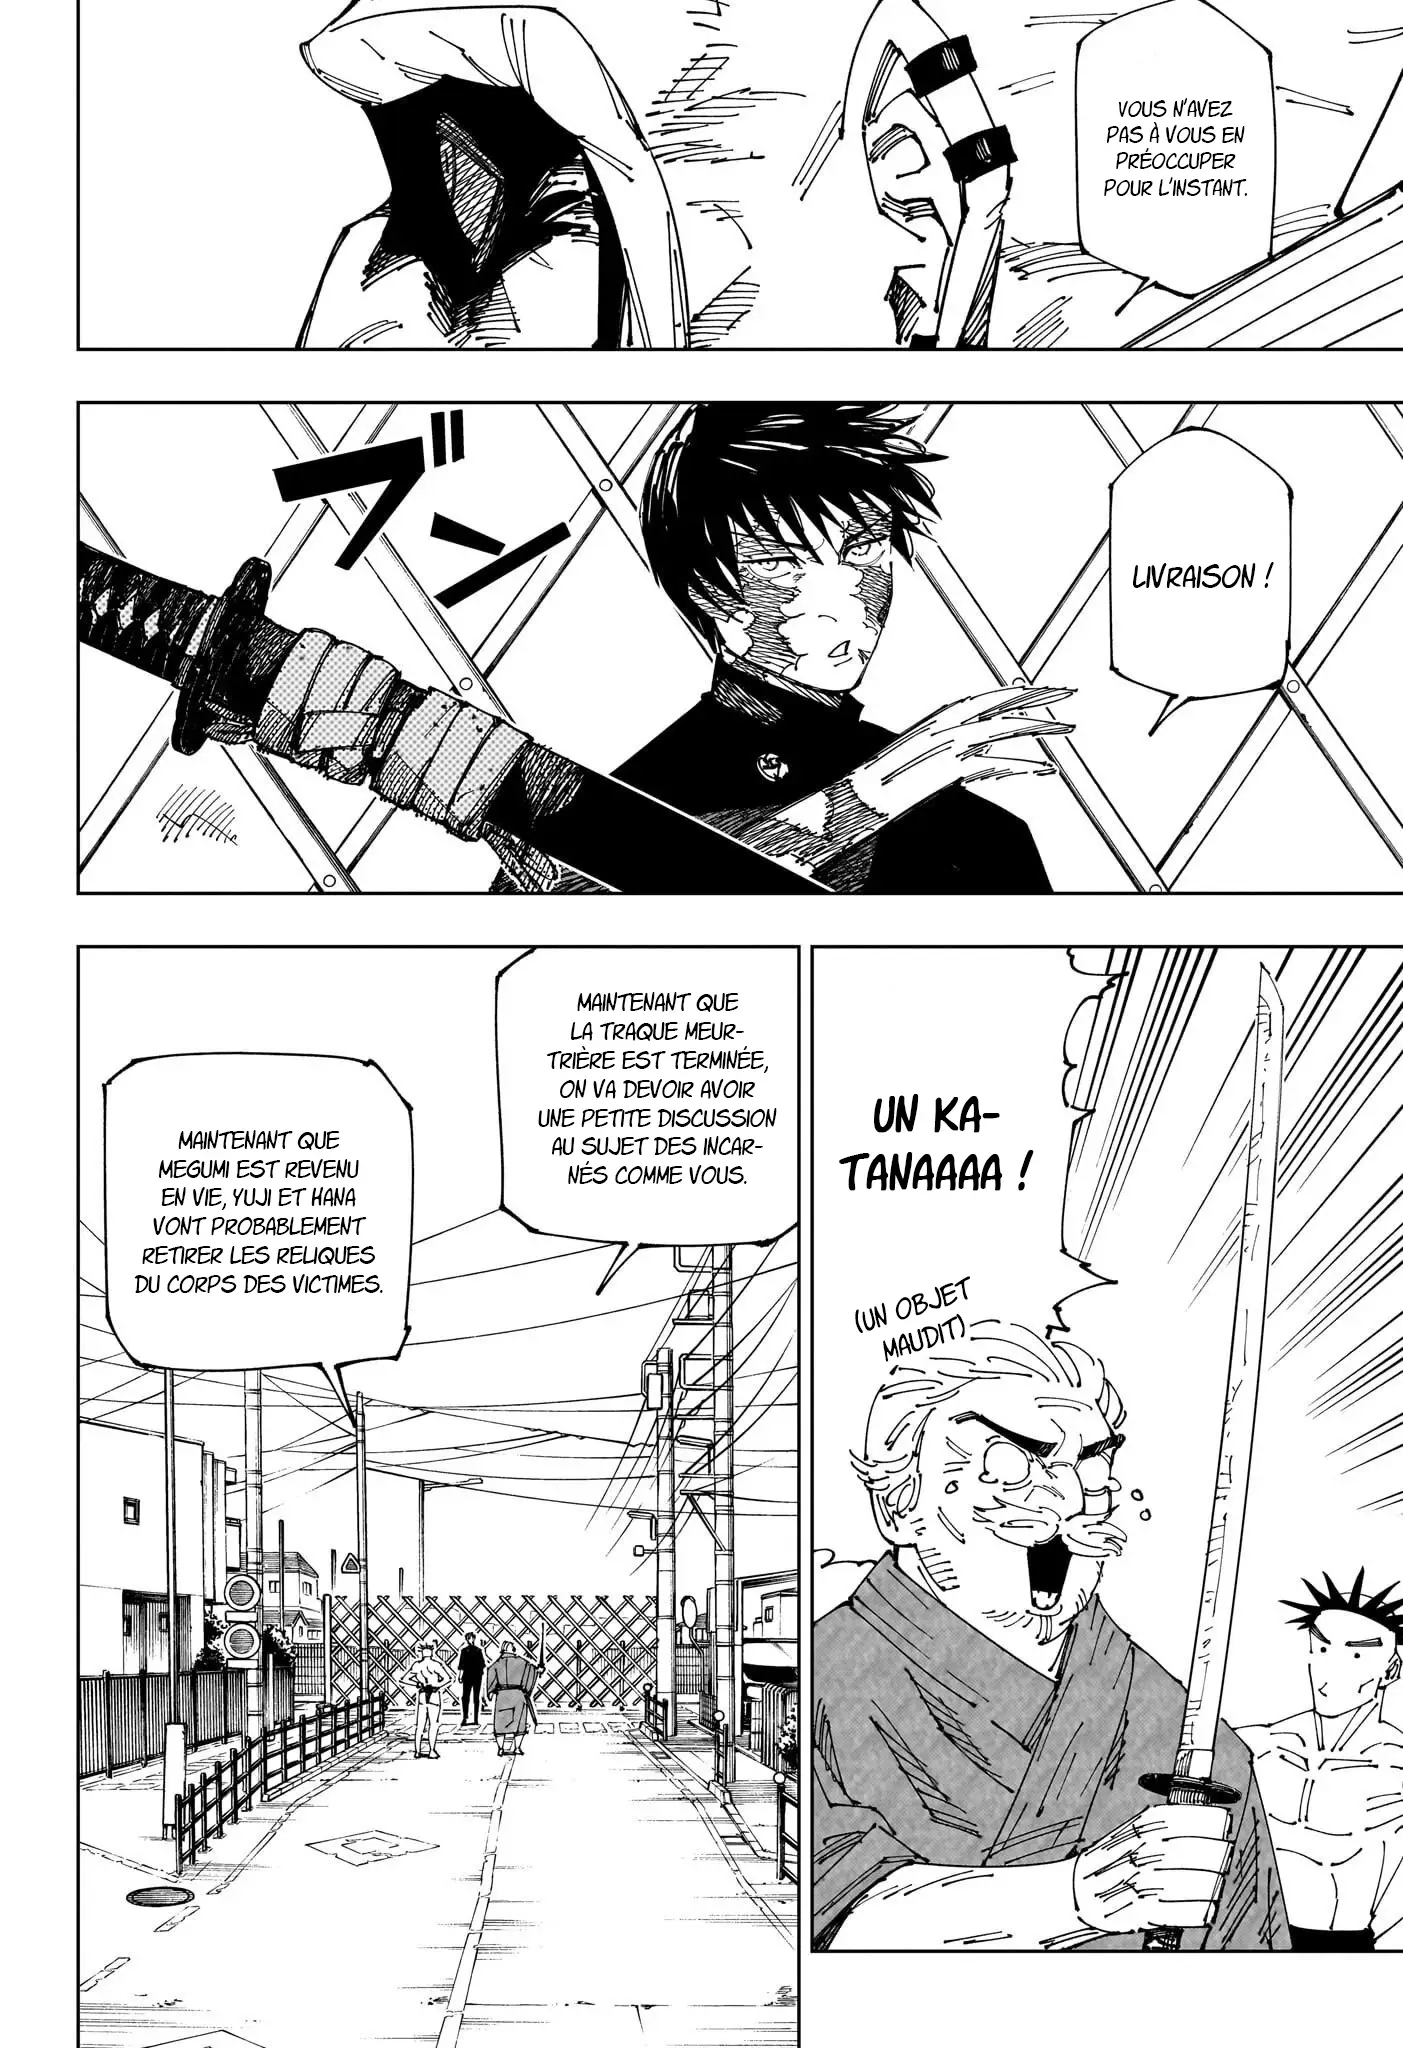 VOUS N'AVEZ
PAS À VOUS EN
PRÉOCCUPER
POUR L'INSTANT.
LIVRAISON !
ブン
UN KA-
TANAAAA !
(UN OBJET
MAUDIT)
MAINTENANT QUE
LA TRAQUE MEUR-
TRIÈRE EST TERMINÉE,
ON VA DEVOIR AVOIR
UNE PETITE DISCUSSION
AU SUJET DES INCAR-
NÉS COMME VOUS.
MAINTENANT QUE
MEGUMI EST REVENU
EN VIE, YUJI ET HANA
VONT PROBABLEMENT
RETIRER LES RELIQUES
DU CORPS DES VICTIMES.